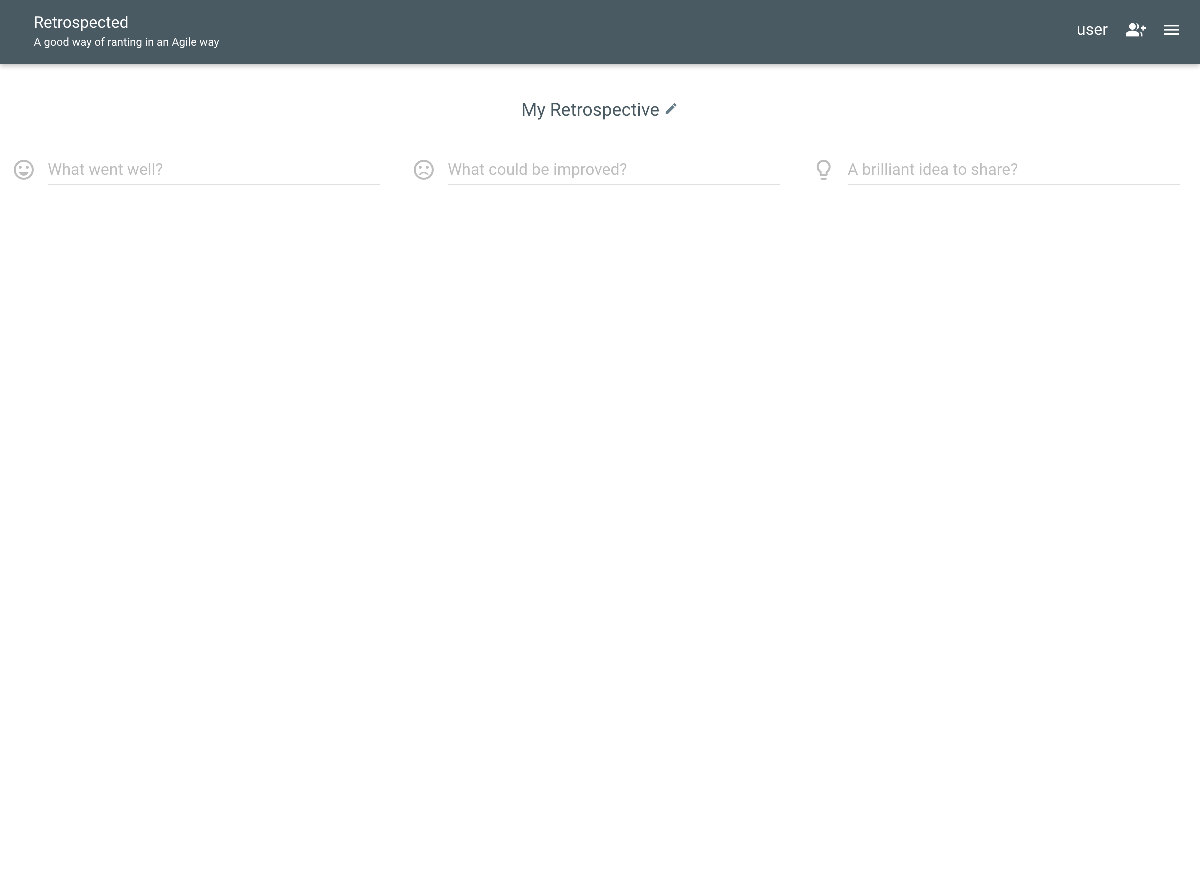 Retrospected
A good way of ranting in an Agile way
user
My Retrospective
What went well?
What could be improved?
A brilliant idea to share?